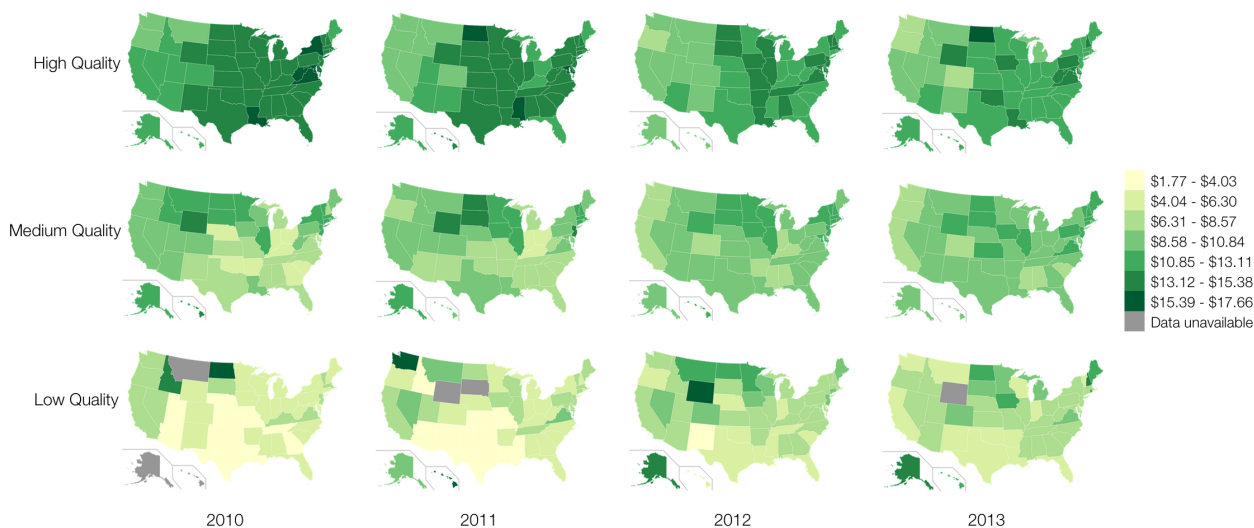 High Quality
Medium Quality
Low Quality
$1.77 - $4.03
$4.04 - $6.30
$6.31 - $8.57
$8.58 - $10.84
$10.85 - $13.11
$13.12 - $15.38
$15.39 - $17.66
Data unavailable
2010
2011
2012
2013